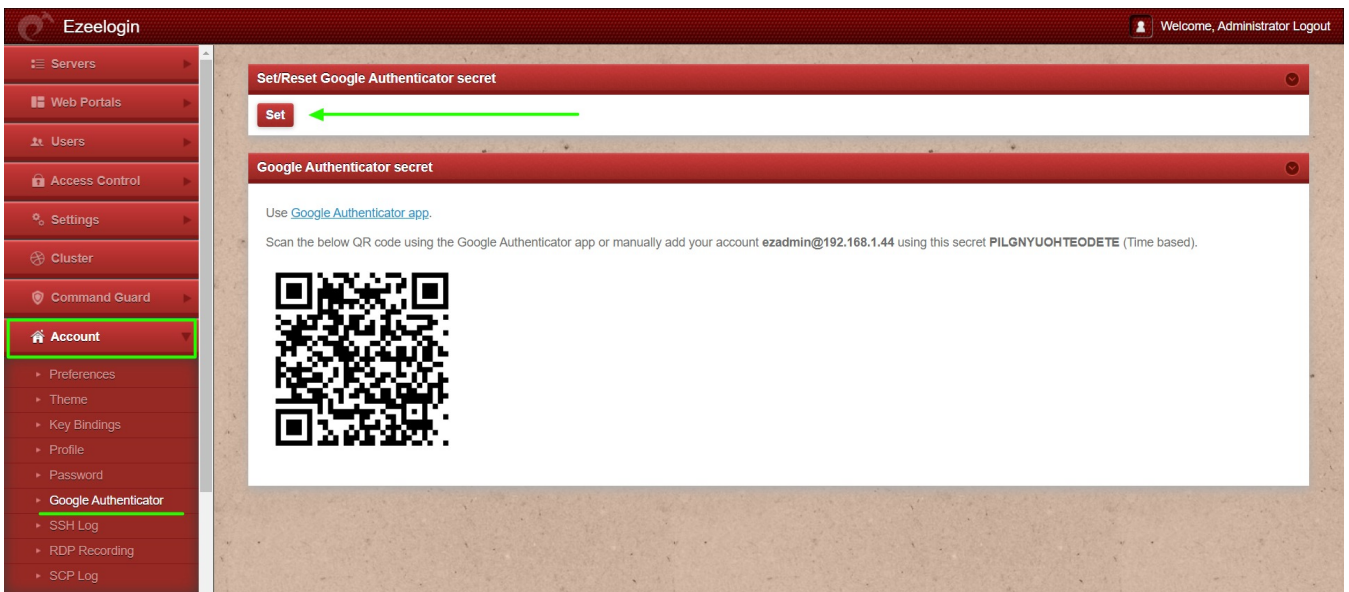 Ezeelogin
Welcome, Administrator Logout
Servers
Web Portals
Users
Access Control
Settings
Cluster
Command Guard
Account
Preferences
Theme
Key Bindings
Profile
Password
Google Authenticator
SSH Log
RDP Recording
SCP Log
Set/Reset Google Authenticator secret
Set
Google Authenticator secret
Use Google Authenticator app.
Scan the below QR code using the Google Authenticator app or manually add your account ezadmin@192.168.1.44 using this secret PILGNYUOHTEODETE (Time based).